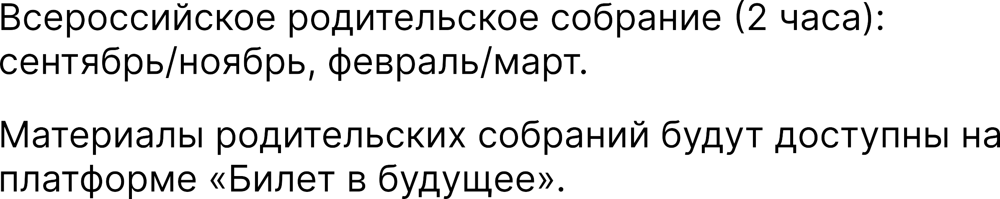 Всероссийское родительское собрание (2 часа):
сентябрь/ноябрь, февраль/март.
Материалы родительских собраний будут доступны на
платформе «Билет в будущее».